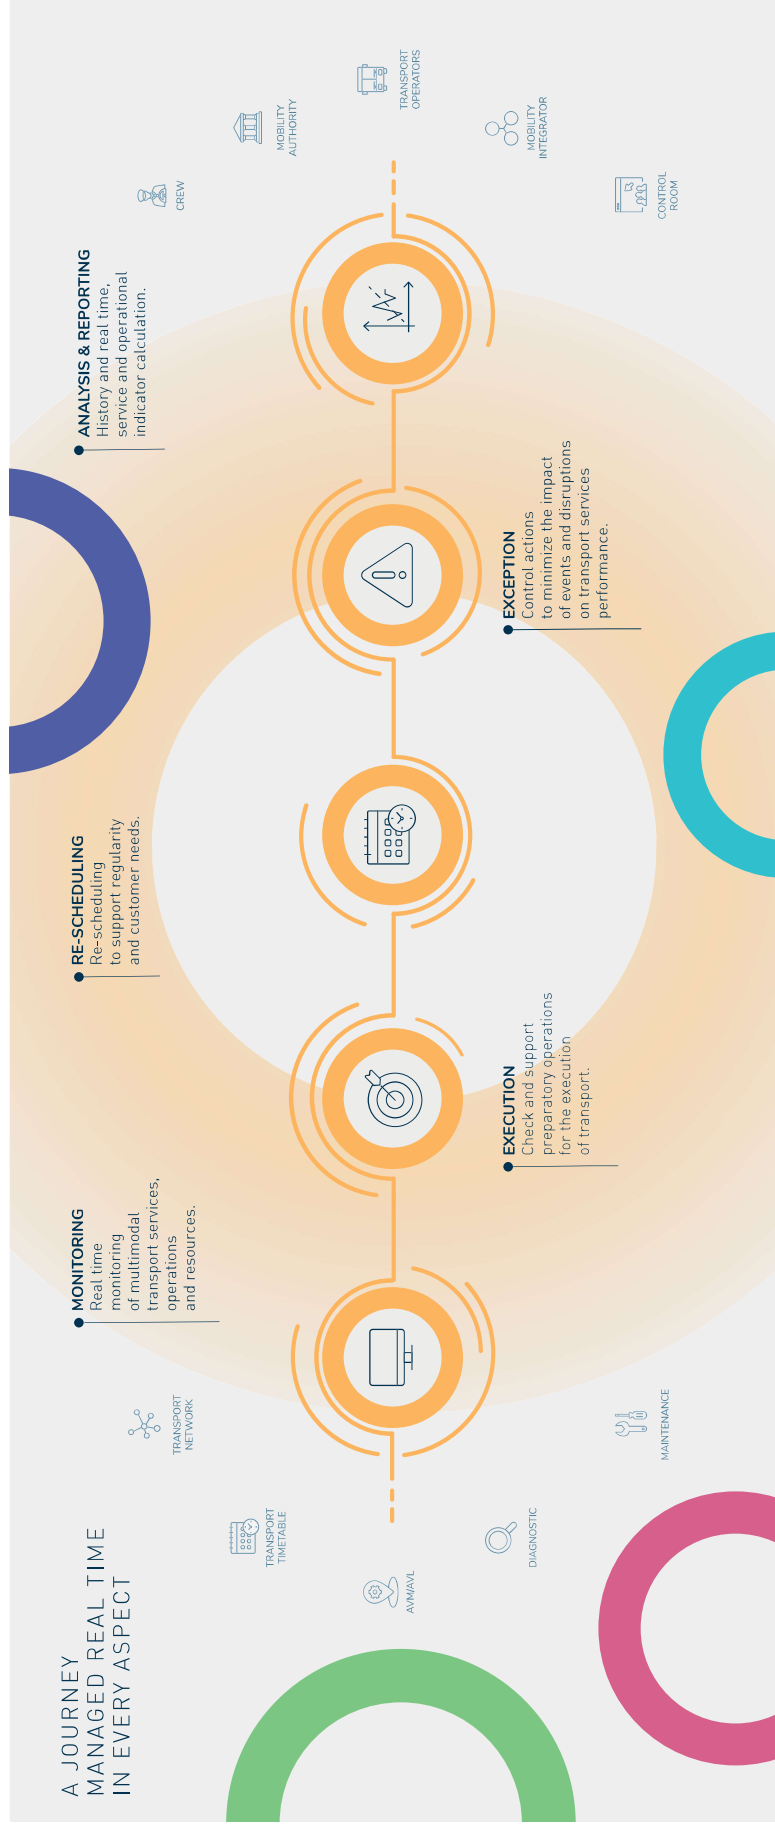 A JOURNEY
MANAGED REAL TIME
IN EVERY ASPECT
TRANSPORT
NETWORK
TRANSPORT
TIMETABLE
AVM/AVL
DIAGNOSTIC
MAINTENANCE
MONITORING
Real time
monitoring
of multimodal
transport services,
operations
and resources.
EXECUTION
Check and support
preparatory operations
for the execution
of transport.
RE-SCHEDULING
Re-scheduling
to support regularity
and customer needs.
EXCEPTION
Control actions
to minimize the impact
of events and disruptions
on transport services
performance.
ANALYSIS & REPORTING
History and real time,
service and operational
indicator calculation.
CREW
MOBILITY
AUTHORITY
TRANSPORT
OPERATORS
MOBILITY
INTEGRATOR
CONTROL
ROOM